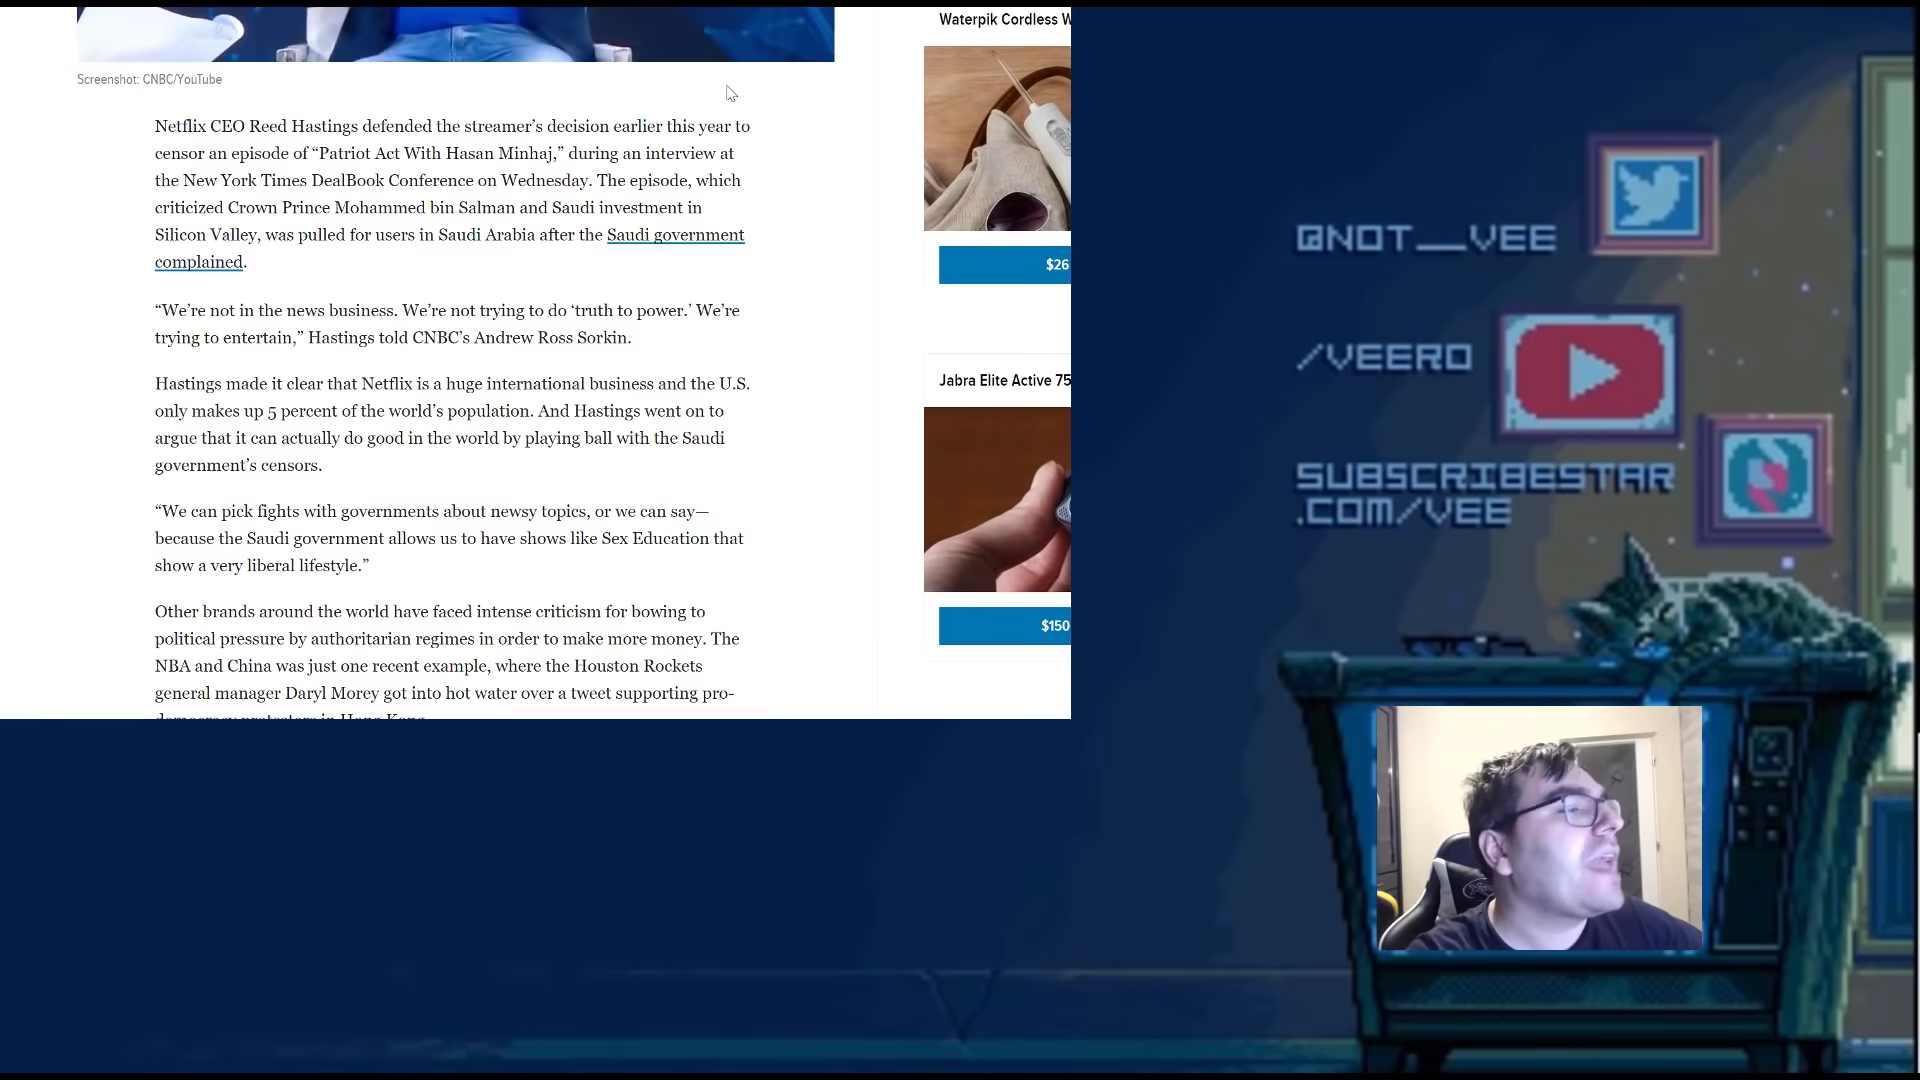 Screenshot: CNBC/YouTube
Netflix CEO Reed Hastings defended the streamer’s decision earlier this year to
censor an episode of “Patriot Act With Hasan Minhaj,” during an interview at
the New York Times DealBook Conference on Wednesday. The episode, which
criticized Crown Prince Mohammed bin Salman and Saudi investment in
Silicon Valley, was pulled for users in Saudi Arabia after the Saudi government
complained.
“We’re not in the news business. We’re not trying to do ‘truth to power.’ We’re
trying to entertain,” Hastings told CNBC’s Andrew Ross Sorkin.
Hastings made it clear that Netflix is a huge international business and the U.S.
only makes up 5 percent of the world’s population. And Hastings went on to
argue that it can actually do good in the world by playing ball with the Saudi
government’s censors.
“We can pick fights with governments about newsy topics, or we can say—
because the Saudi government allows us to have shows like Sex Education that
show a very liberal lifestyle.”
Other brands around the world have faced intense criticism for bowing to
political pressure by authoritarian regimes in order to make more money. The
NBA and China was just one recent example, where the Houston Rockets
general manager Daryl Morey got into hot water over a tweet supporting pro-
democracy protesters in Hong Kong.
Waterpik Cordless W
$26
Jabra Elite Active 75
$150
@NOT__VEE
/VEERO
SUBSCRIBESTAR
.COM/VEE